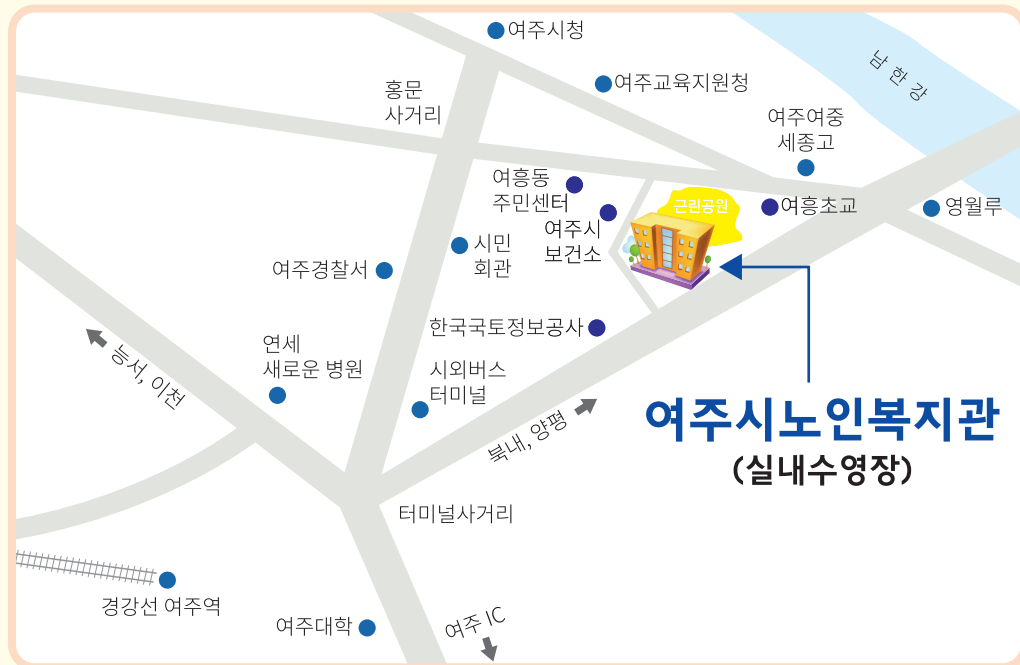 여주시청
여주교육지원청
남한강
홍문
사거리
여주여중
세종고
여흥동
주민센터
근린공원
여흥초교
영월루
여주시
보건소
시민
회관
여주경찰서
한국국토정보공사
연세
새로운 병원
시외버스
터미널
능서, 이천
북내, 양평
여주시노인복지관
(실내수영장)
터미널사거리
경강선 여주역
여주대학
여주 IC